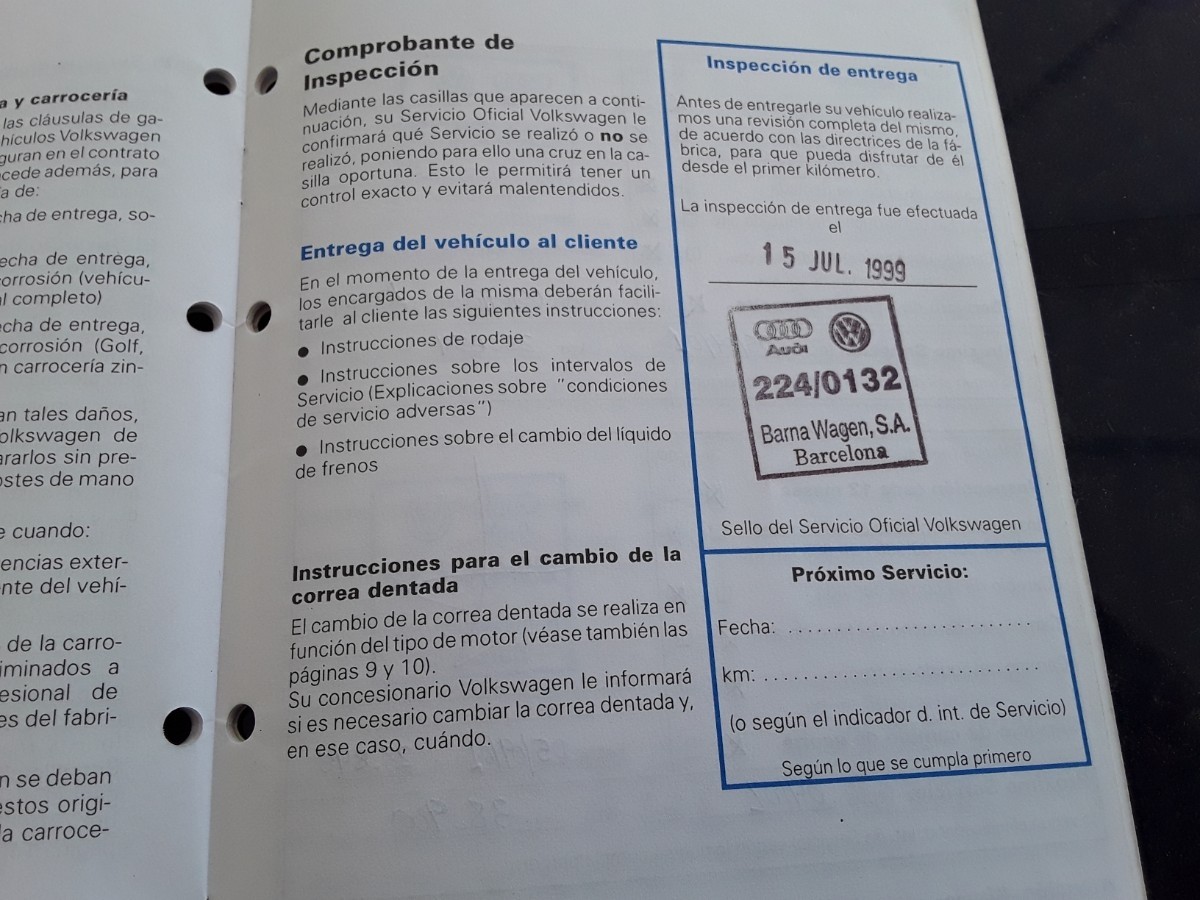 a y carrocería
las cláusulas de ga-
hículos Volkswagen
guran en el contrato
cede además, para
a de:
cha de entrega, so-
echa de entrega,
corrosión (vehícu-
al completo)
echa de entrega,
corrosión (Golf,
n carrocería zin-
an tales daños,
olkswagen de
ararlos sin pre-
ostes de mano
e cuando:
encias exter-
nte del vehí-
de la carro-
iminados a
esional de
es del fabri-
n se deban
estos origi-
la carroce-
Comprobante de
Inspección
Mediante las casillas que aparecen a conti-
nuación, su Servicio Oficial Volkswagen le
confirmará qué Servicio se realizó o no se
realizó, poniendo para ello una cruz en la ca-
silla oportuna. Esto le permitirá tener un
control exacto y evitará malentendidos.
Entrega del vehículo al cliente
En el momento de la entrega del vehículo,
los encargados de la misma deberán facili-
tarle al cliente las siguientes instrucciones:
● Instrucciones de rodaje
● Instrucciones sobre los intervalos de
Servicio (Explicaciones sobre "condiciones
de servicio adversas")
● Instrucciones sobre el cambio del líquido
de frenos
Instrucciones para el cambio de la
correa dentada
El cambio de la correa dentada se realiza en
función del tipo de motor (véase también las
páginas 9 y 10).
Su concesionario Volkswagen le informará
si es necesario cambiar la correa dentada y,
en ese caso, cuándo.
Inspección de entrega
Antes de entregarle su vehículo realiza-
mos una revisión completa del mismo,
de acuerdo con las directrices de la fá-
brica, para que pueda disfrutar de él
desde el primer kilómetro.
La inspección de entrega fue efectuada
el
15 JUL. 1999
Audi
224/0132
Barna Wagen, S.A.
Barcelona
Sello del Servicio Oficial Volkswagen
Próximo Servicio:
Fecha: ..........................
km: ..............................
(o según el indicador d. int. de Servicio)
Según lo que se cumpla primero